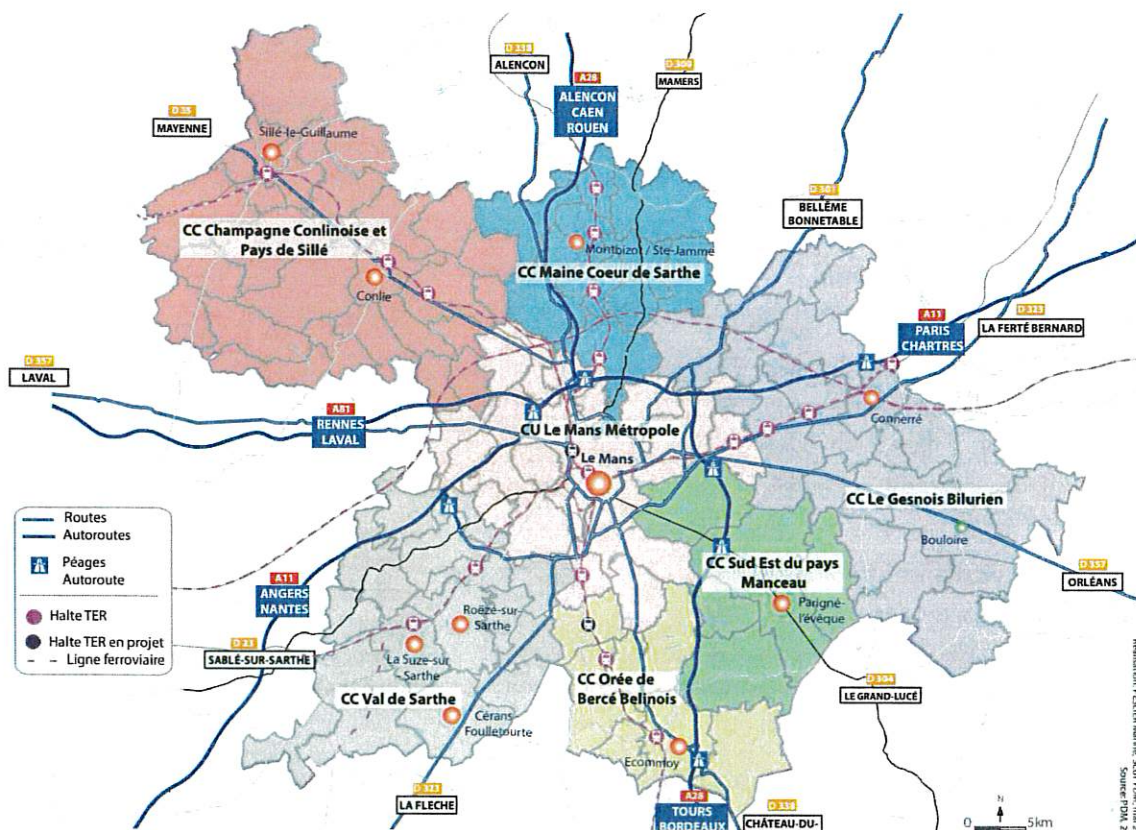 D 338
ALENCON
A28
ALENCON
CAEN
ROUEN
D 300
MAMERS
D 35
MAYENNE
Sillé-le-Guillaume
D 301
BELLÊME
BONNETABLE
CC Champagne Conlinoise et
Pays de Sillé
Montbizot / Ste-Jamme
CC Maine Coeur de Sarthe
Conlie
A11
PARIS
CHARTRES
D 323
LA FERTÉ BERNARD
D 357
LAVAL
A81
RENNES
LAVAL
Connerré
CU Le Mans Métropole
Le Mans
CC Le Gesnois Bilurien
Bouloire
Routes
Autoroutes
Péages
Autoroute
Halte TER
Halte TER en projet
Ligne ferroviaire
CC Sud Est du pays
Manceau
Parigné-
l'évêque
D 357
ORLÉANS
A11
ANGERS
NANTES
Roëzé-sur-
Sarthe
D 23
SABLÉ-SUR-SARTHE
La Suze-sur
Sarthe
CC Val de Sarthe
Cérans-
Foulletourte
CC Orée de
Bercé Belinois
D 304
LE GRAND-LUCÉ
Ecommoy
D 323
LA FLECHE
A28
TOURS
BORDEAUX
D 338
CHÂTEAU-DU-
N
0 5km
Source: PDM, 2